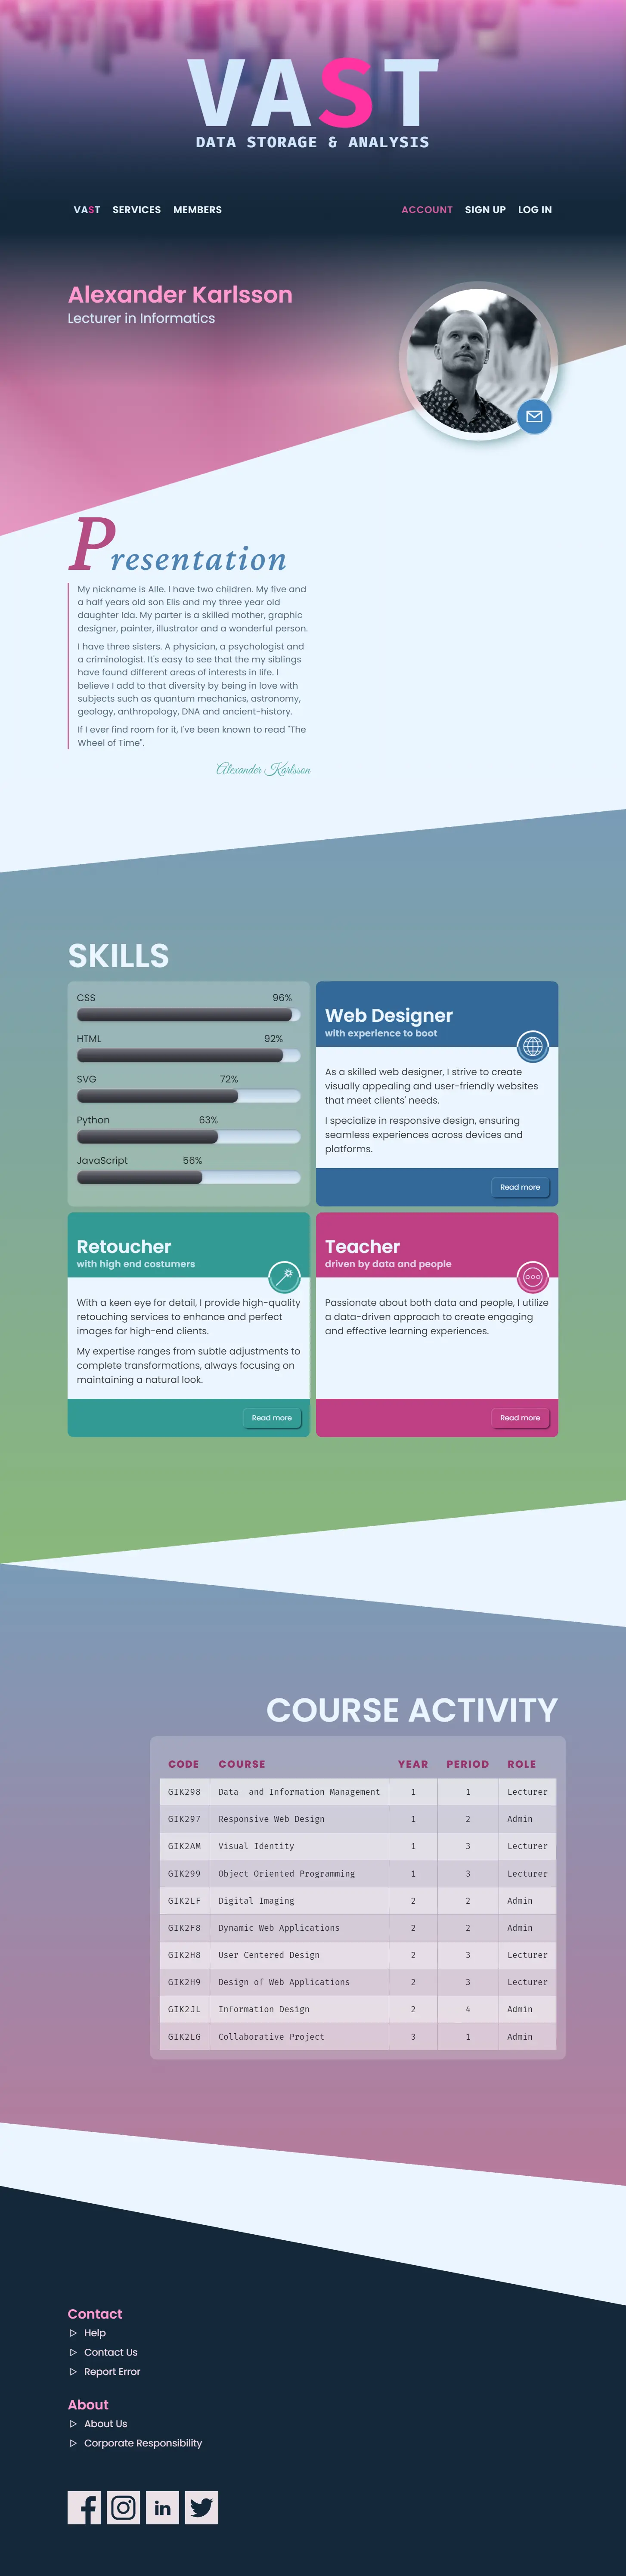 VAST
DATA STORAGE & ANALYSIS
VAST SERVICES MEMBERS ACCOUNT SIGN UP LOG IN
Alexander Karlsson
Lecturer in Informatics
Presentation
My nickname is Alle. I have two children. My five and
a half years old son Elis and my three year old
daughter Ida. My parter is a skilled mother, graphic
designer, painter, illustrator and a wonderful person.
I have three sisters. A physician, a psychologist and
a criminologist. It's easy to see that the my siblings
have found different areas of interests in life. I
believe I add to that diversity by being in love with
subjects such as quantum mechanics, astronomy,
geology, anthropology, DNA and ancient-history.
If I ever find room for it, I've been known to read "The
Wheel of Time".
Alexander Karlsson
SKILLS
CSS 96%
HTML 92%
SVG 72%
Python 63%
JavaScript 56%
Web Designer
with experience to boot
As a skilled web designer, I strive to create
visually appealing and user-friendly websites
that meet clients' needs.
I specialize in responsive design, ensuring
seamless experiences across devices and
platforms.
Read more
Retoucher
with high end costumers
With a keen eye for detail, I provide high-quality
retouching services to enhance and perfect
images for high-end clients.
My expertise ranges from subtle adjustments to
complete transformations, always focusing on
maintaining a natural look.
Read more
Teacher
driven by data and people
Passionate about both data and people, I utilize
a data-driven approach to create engaging
and effective learning experiences.
Read more
COURSE ACTIVITY
CODE COURSE YEAR PERIOD ROLE
GIK298 Data- and Information Management 1 1 Lecturer
GIK297 Responsive Web Design 1 2 Admin
GIK2AM Visual Identity 1 3 Lecturer
GIK299 Object Oriented Programming 1 3 Lecturer
GIK2LF Digital Imaging 2 2 Admin
GIK2F8 Dynamic Web Applications 2 2 Admin
GIK2H8 User Centered Design 2 3 Lecturer
GIK2H9 Design of Web Applications 2 3 Lecturer
GIK2JL Information Design 2 4 Admin
GIK2LG Collaborative Project 3 1 Admin
Contact
Help
Contact Us
Report Error
About
About Us
Corporate Responsibility